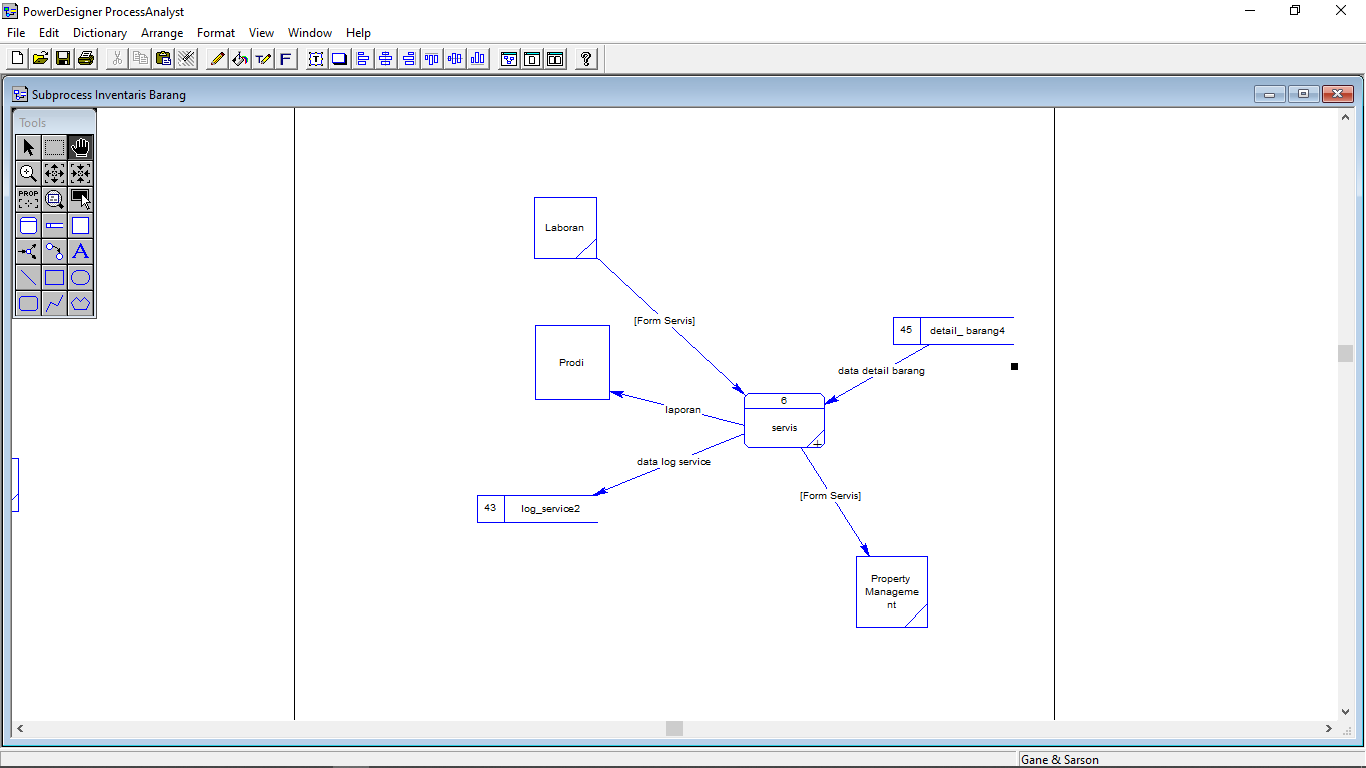 PowerDesigner ProcessAnalyst
File Edit Dictionary Arrange Format View Window Help
Subprocess Inventaris Barang
Tools
PROP
Laboran
[Form Servis]
45 detail_ barang4
Prodi
data detail barang
6
laporan
servis
data log service
[Form Servis]
43 log_service2
Property
Manageme
nt
Gane & Sarson